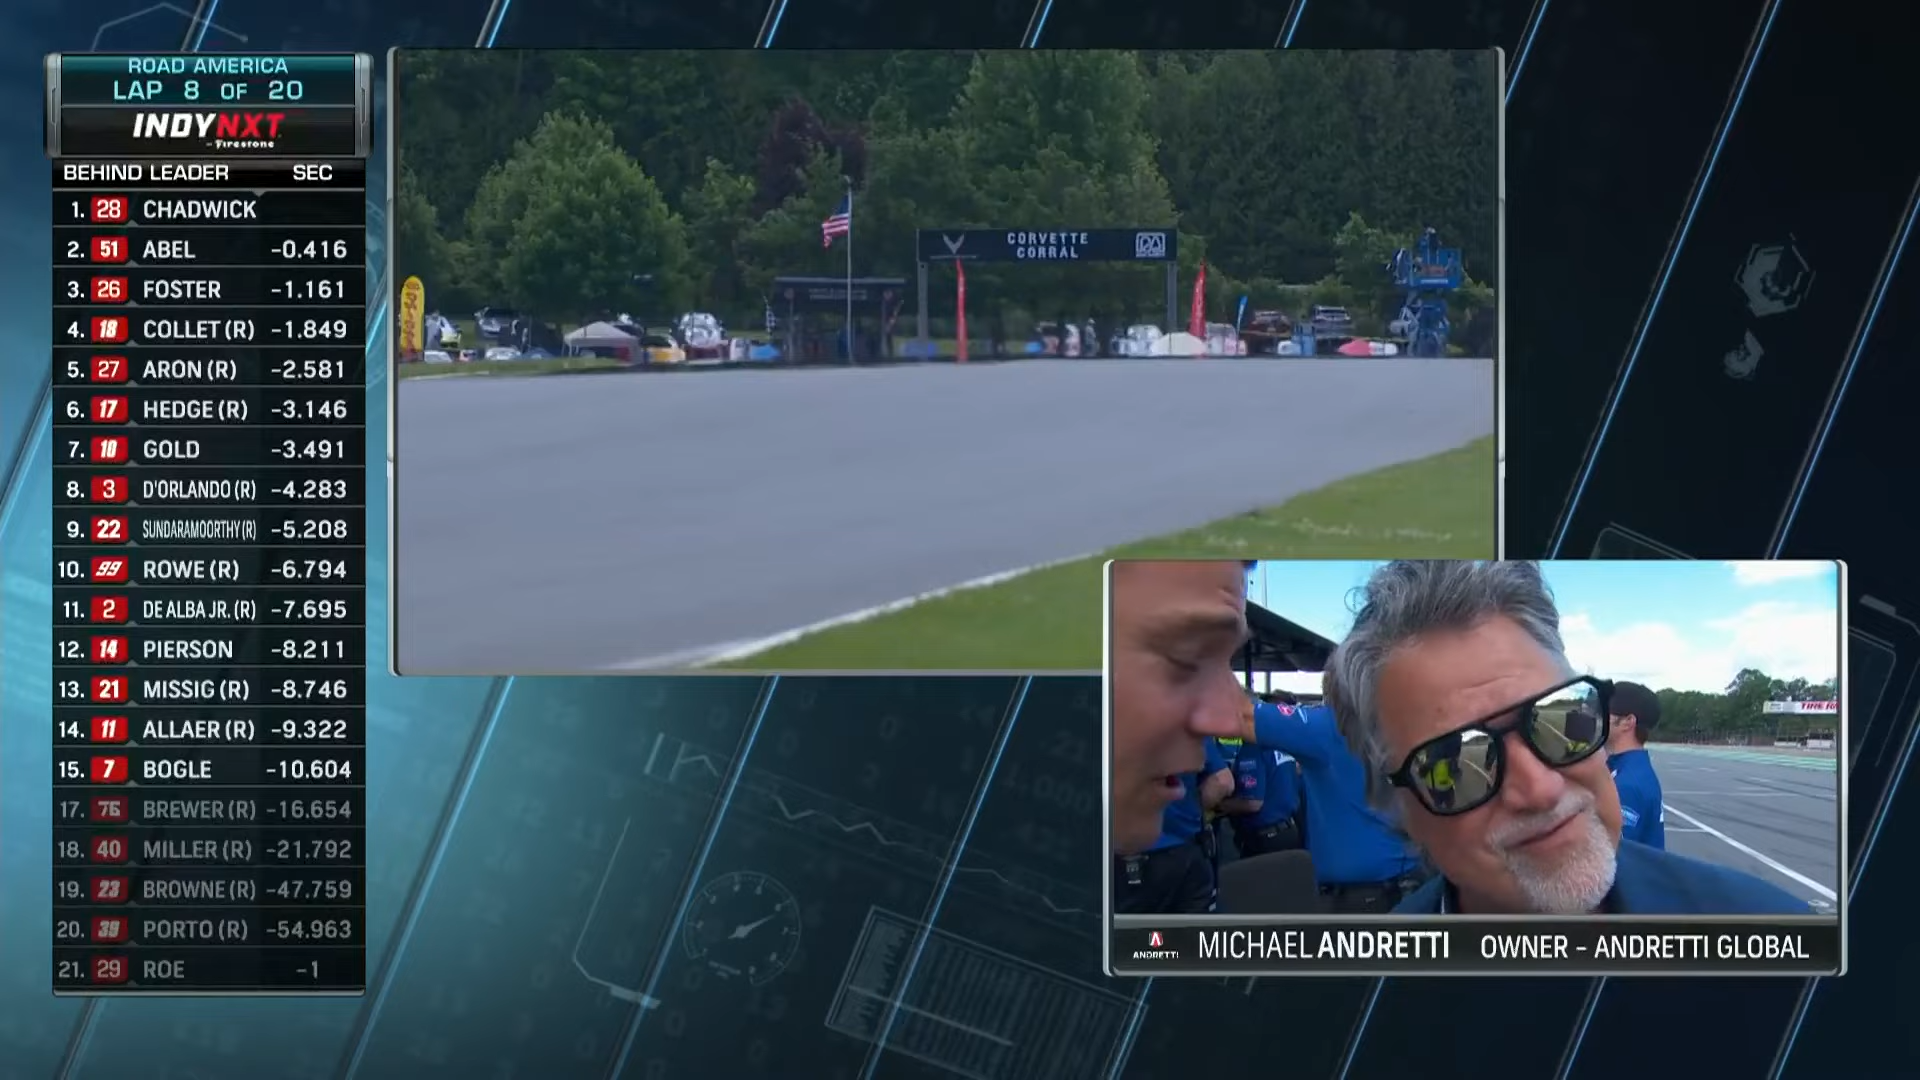 ROAD AMERICA
LAP 8 OF 20
INDY NXT
Firestone
BEHIND LEADER SEC
1. 28 CHADWICK
2. 51 ABEL -0.416
3. 26 FOSTER -1.161
4. 18 COLLET (R) -1.849
5. 27 ARON (R) -2.581
6. 17 HEDGE (R) -3.146
7. 10 GOLD -3.491
8. 3 D'ORLANDO (R) -4.283
9. 22 SUNDARAMOORTHY (R) -5.208
10. 99 ROWE (R) -6.794
11. 2 DE ALBA JR. (R) -7.695
12. 14 PIERSON -8.211
13. 21 MISSIG (R) -8.746
14. 11 ALLAER (R) -9.322
15. 7 BOGLE -10.604
17. 76 BREWER (R) -16.654
18. 40 MILLER (R) -21.792
19. 23 BROWNE (R) -47.759
20. 39 PORTO (R) -54.963
21. 29 ROE -1
CORVETTE
CORRAL
ANDRETTI
MICHAEL ANDRETTI OWNER - ANDRETTI GLOBAL